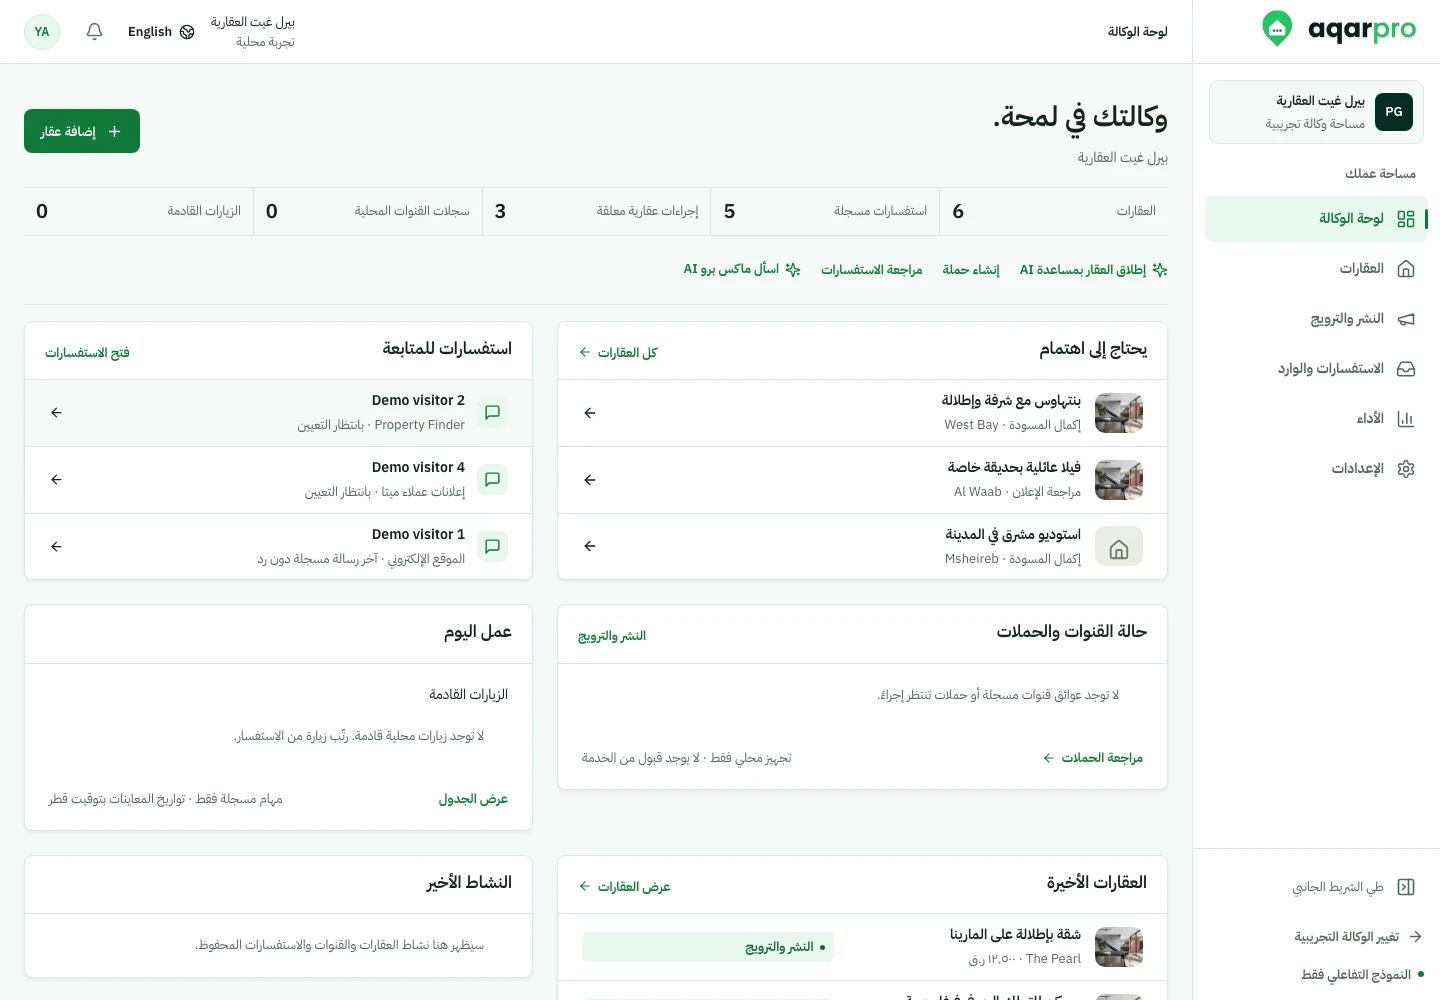 aqarpro
لوحة الوكالة
بيرل غيت العقارية
تجربة محلية
English
YA
PG
بيرل غيت العقارية
مساحة وكالة تجريبية
مساحة عملك
لوحة الوكالة
العقارات
النشر والترويج
الاستفسارات والوارد
الأداء
الإعدادات
طي الشريط الجانبي
تغيير الوكالة التجريبية
النموذج التفاعلي فقط
وكالتك في لمحة.
بيرل غيت العقارية
إضافة عقار
العقارات 6
استفسارات مسجلة 5
إجراءات عقارية معلقة 3
سجلات القنوات المحلية 0
الزيارات القادمة 0
إطلاق العقار بمساعدة AI
إنشاء حملة
مراجعة الاستفسارات
اسأل ماكس برو AI
يحتاج إلى اهتمام
كل العقارات
بنتهاوس مع شرفة وإطلالة
إكمال المسودة · West Bay
فيلا عائلية بحديقة خاصة
مراجعة الإعلان · Al Waab
استوديو مشرق في المدينة
إكمال المسودة · Msheireb
استفسارات للمتابعة
فتح الاستفسارات
Demo visitor 2
Property Finder · بانتظار التعيين
Demo visitor 4
إعلانات عملاء ميتا · بانتظار التعيين
Demo visitor 1
الموقع الإلكتروني · آخر رسالة مسجلة دون رد
حالة القنوات والحملات
النشر والترويج
لا توجد عوائق قنوات مسجلة أو حملات تنتظر إجراءً.
مراجعة الحملات
تجهيز محلي فقط · لا يوجد قبول من الخدمة
عمل اليوم
الزيارات القادمة
لا توجد زيارات محلية قادمة. رتّب زيارة من الاستفسار.
عرض الجدول
مهام مسجلة فقط · تواريخ المعاينات بتوقيت قطر
العقارات الأخيرة
عرض العقارات
شقة بإطلالة على المارينا
The Pearl · ١٢٬٥٠٠ ر.ق
النشر والترويج
النشاط الأخير
سيظهر هنا نشاط العقارات والقنوات والاستفسارات المحفوظ.